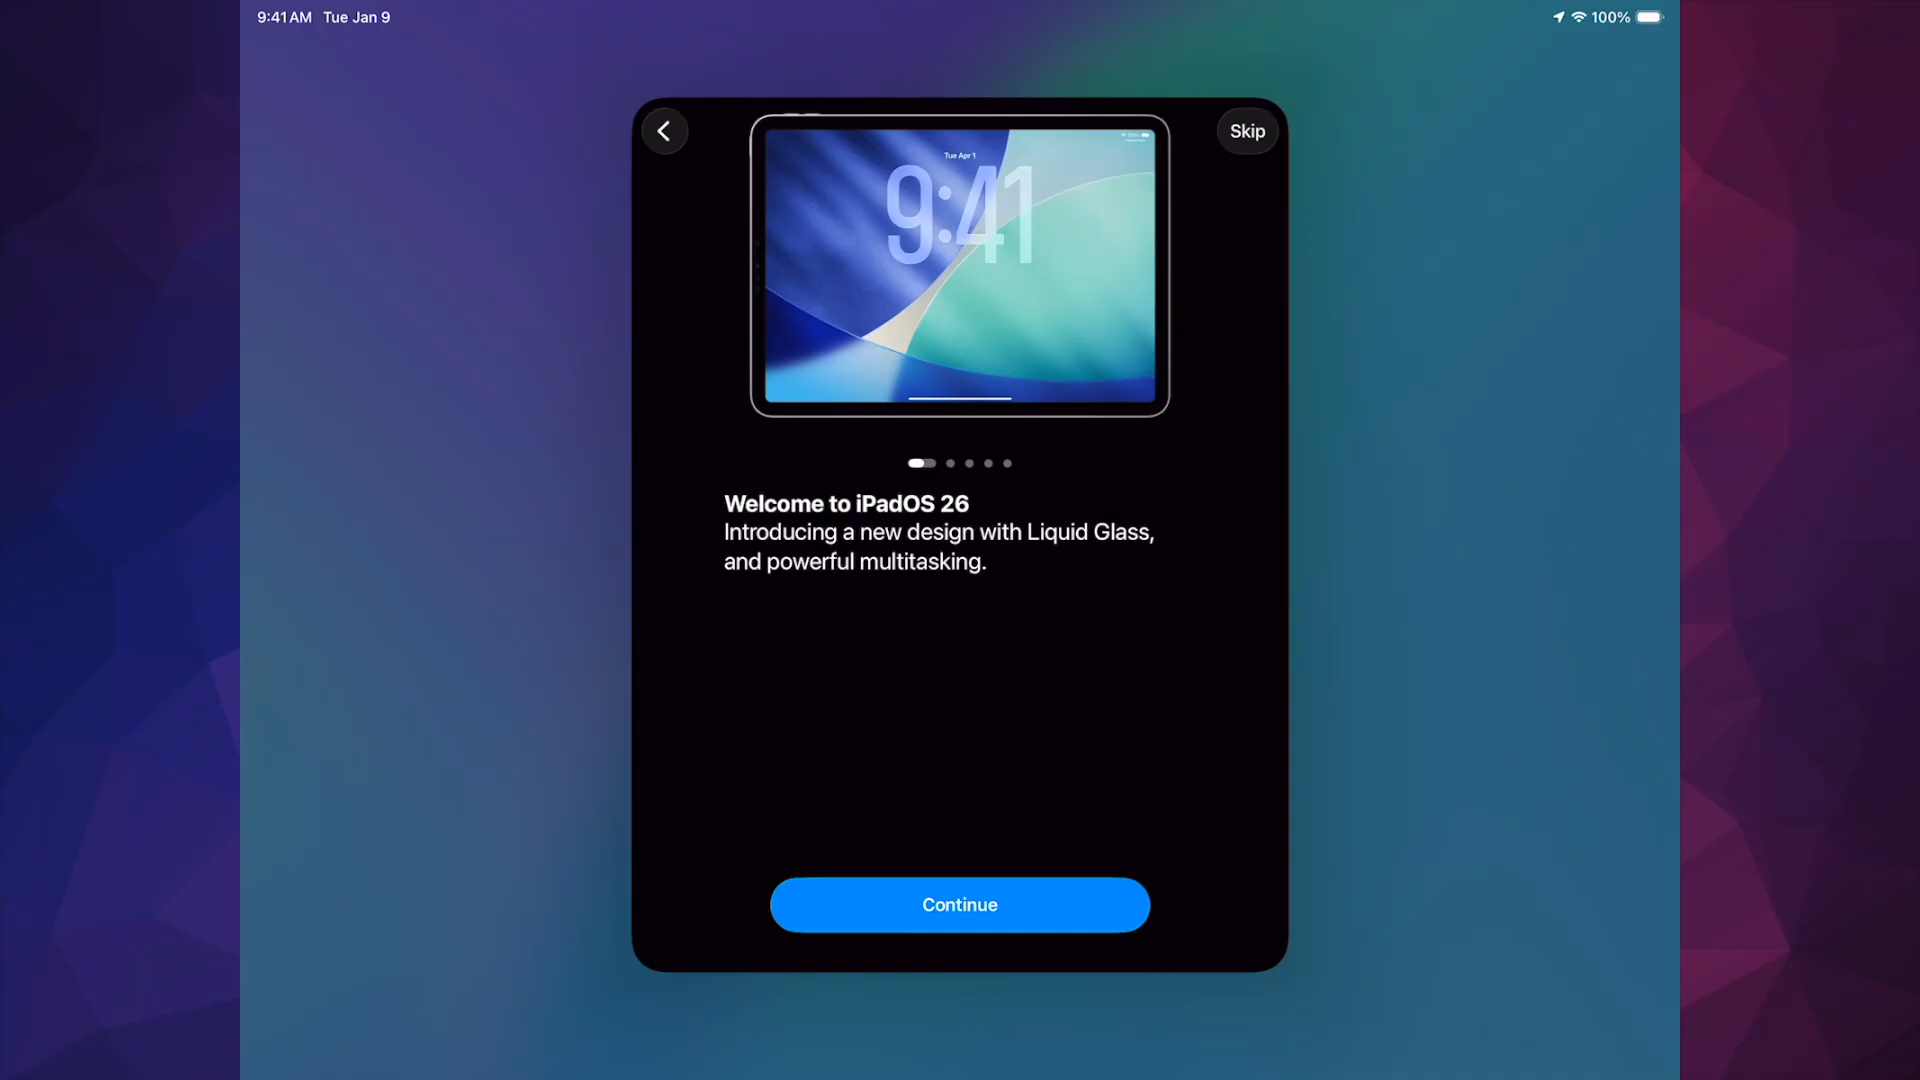 9:41 AM Tue Jan 9
100%
Skip
Tue Apr 1
9:41
Welcome to iPadOS 26
Introducing a new design with Liquid Glass,
and powerful multitasking.
Continue